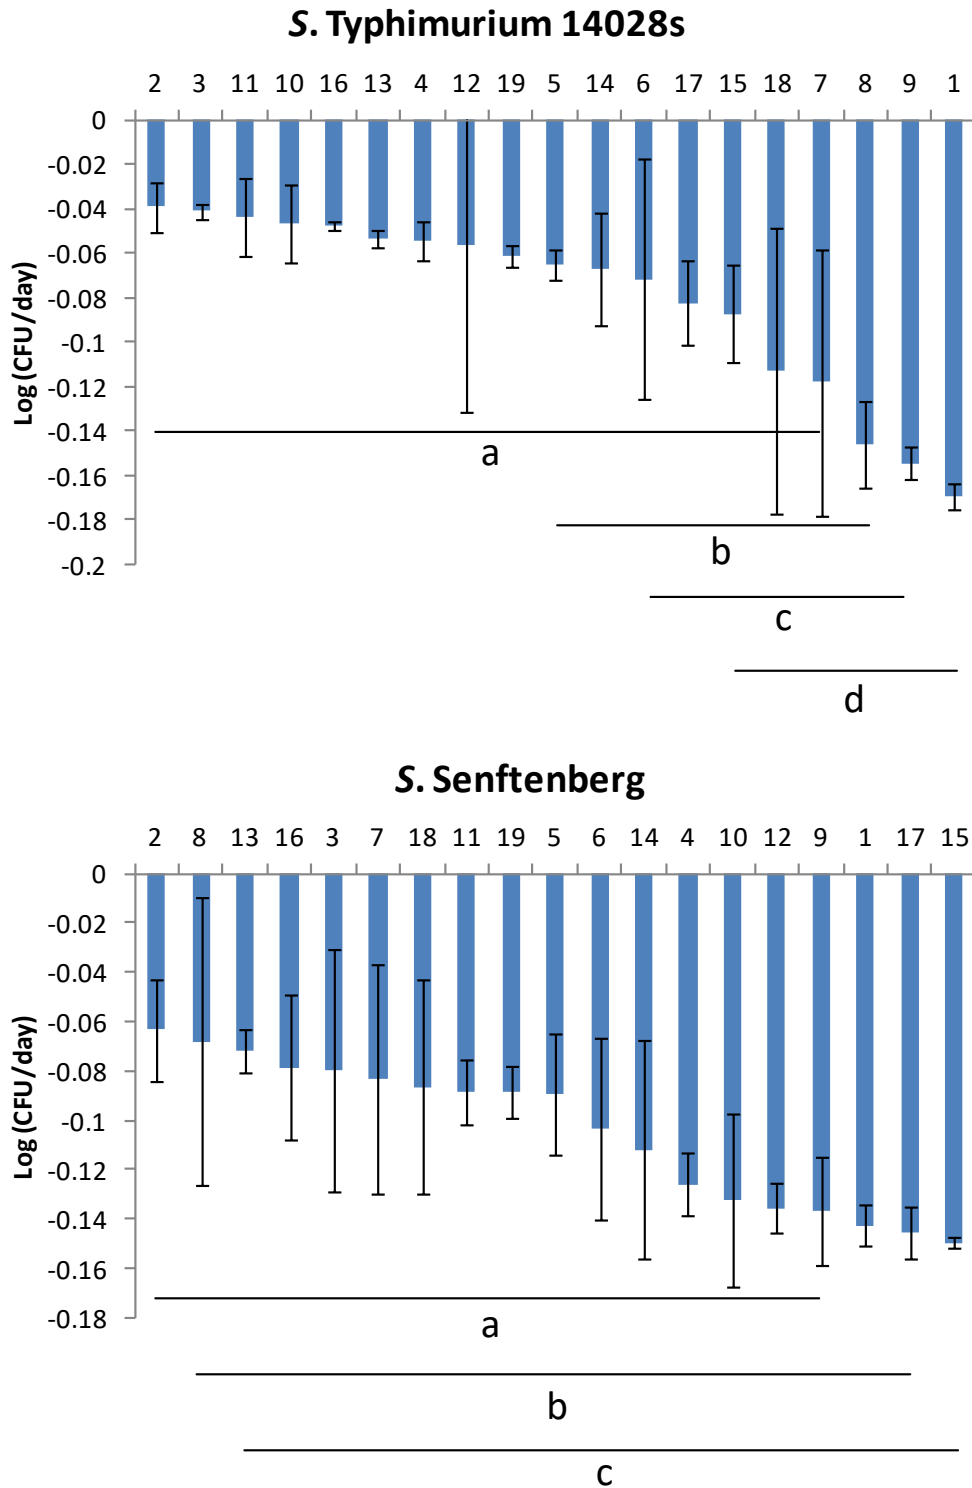 S. Typhimurium 14028s
2 3 11 10 16 13 4 12 19 5 14 6 17 15 18 7 8 9 1
0
-0.02
-0.04
-0.06
-0.08
-0.1
-0.12
-0.14
-0.16
-0.18
-0.2
Log (CFU/day)
a
b
c
d
S. Senftenberg
2 8 13 16 3 7 18 11 19 5 6 14 4 10 12 9 1 17 15
0
-0.02
-0.04
-0.06
-0.08
-0.1
-0.12
-0.14
-0.16
-0.18
Log (CFU/day)
a
b
c